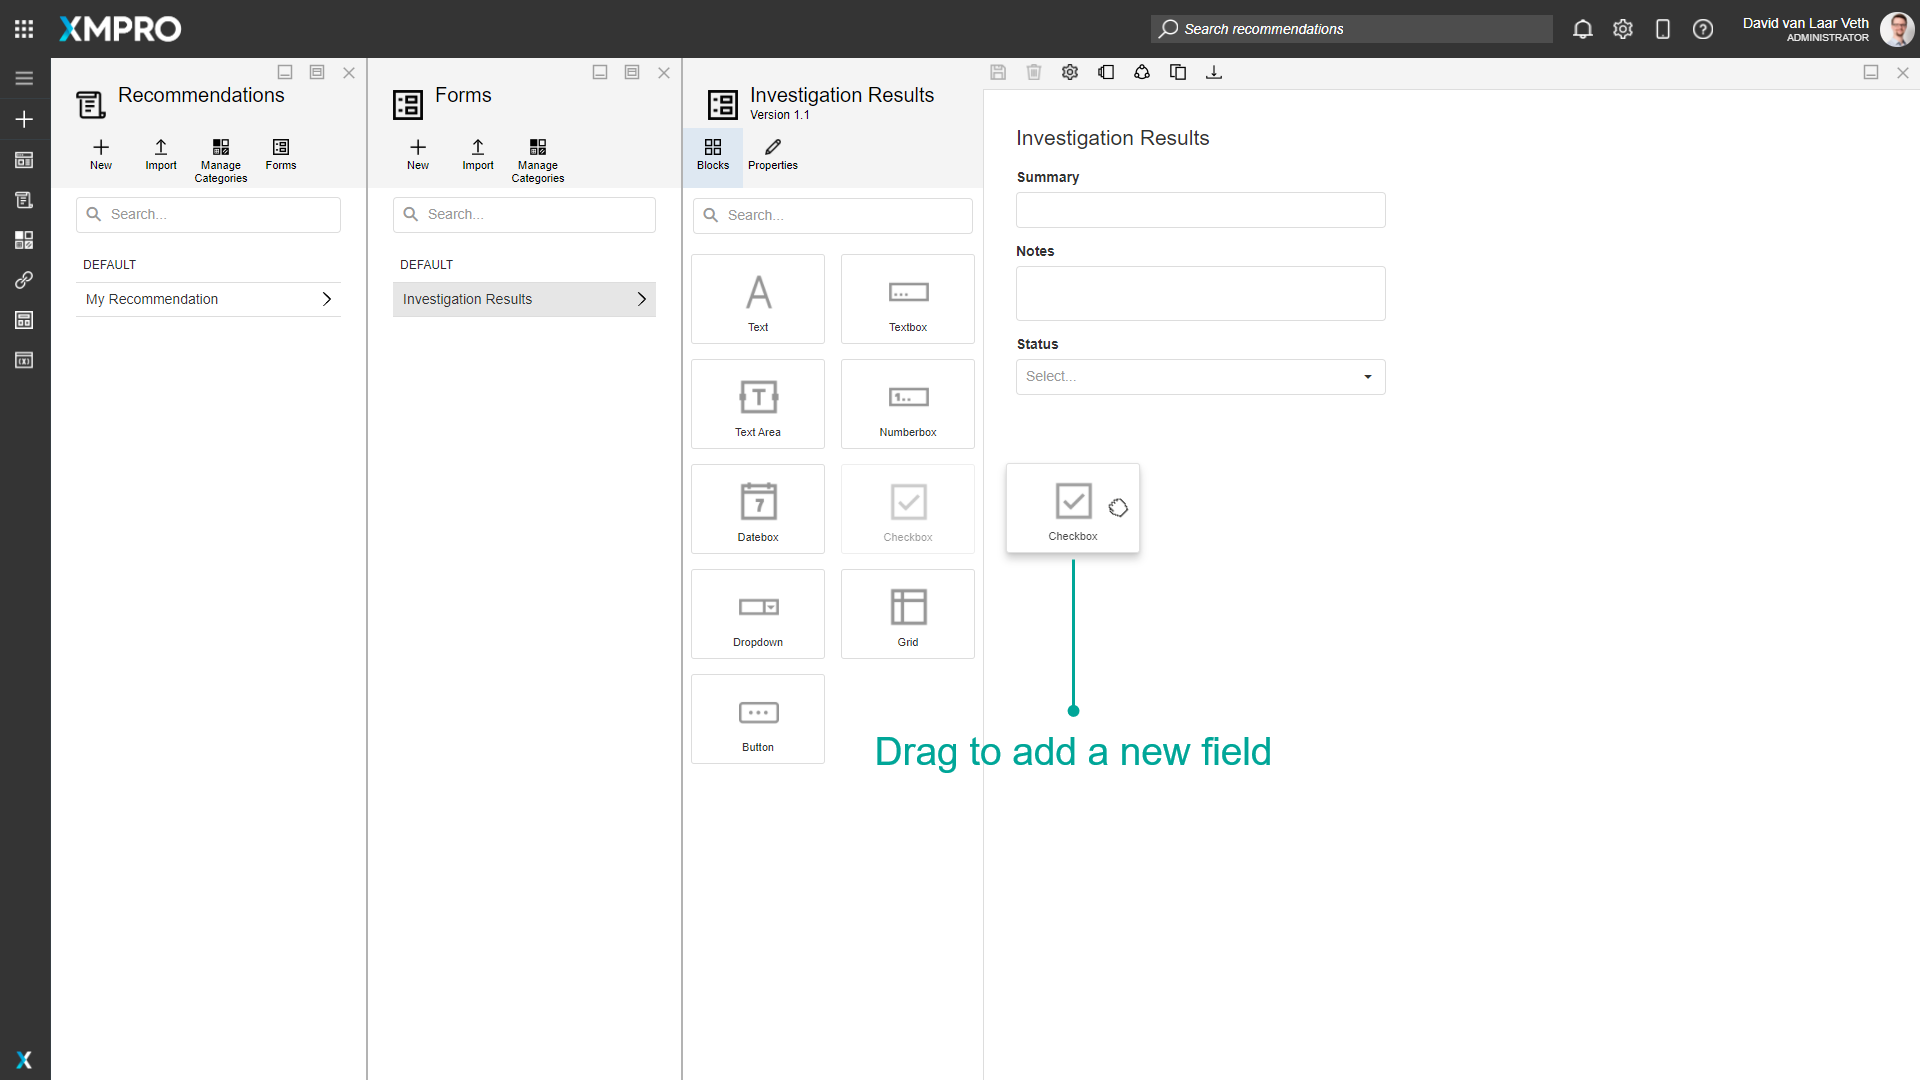 XMPRO
Search recommendations
David van Laar Veth
ADMINISTRATOR
Recommendations
New
Import
Manage
Categories
Forms
Search...
DEFAULT
My Recommendation
Forms
New
Import
Manage
Categories
Search...
DEFAULT
Investigation Results
Investigation Results
Version 1.1
Blocks
Properties
Search...
Text
Textbox
Text Area
Numberbox
Datebox
Checkbox
Dropdown
Grid
Button
Investigation Results
Summary
Notes
Status
Select...
Checkbox
Drag to add a new field